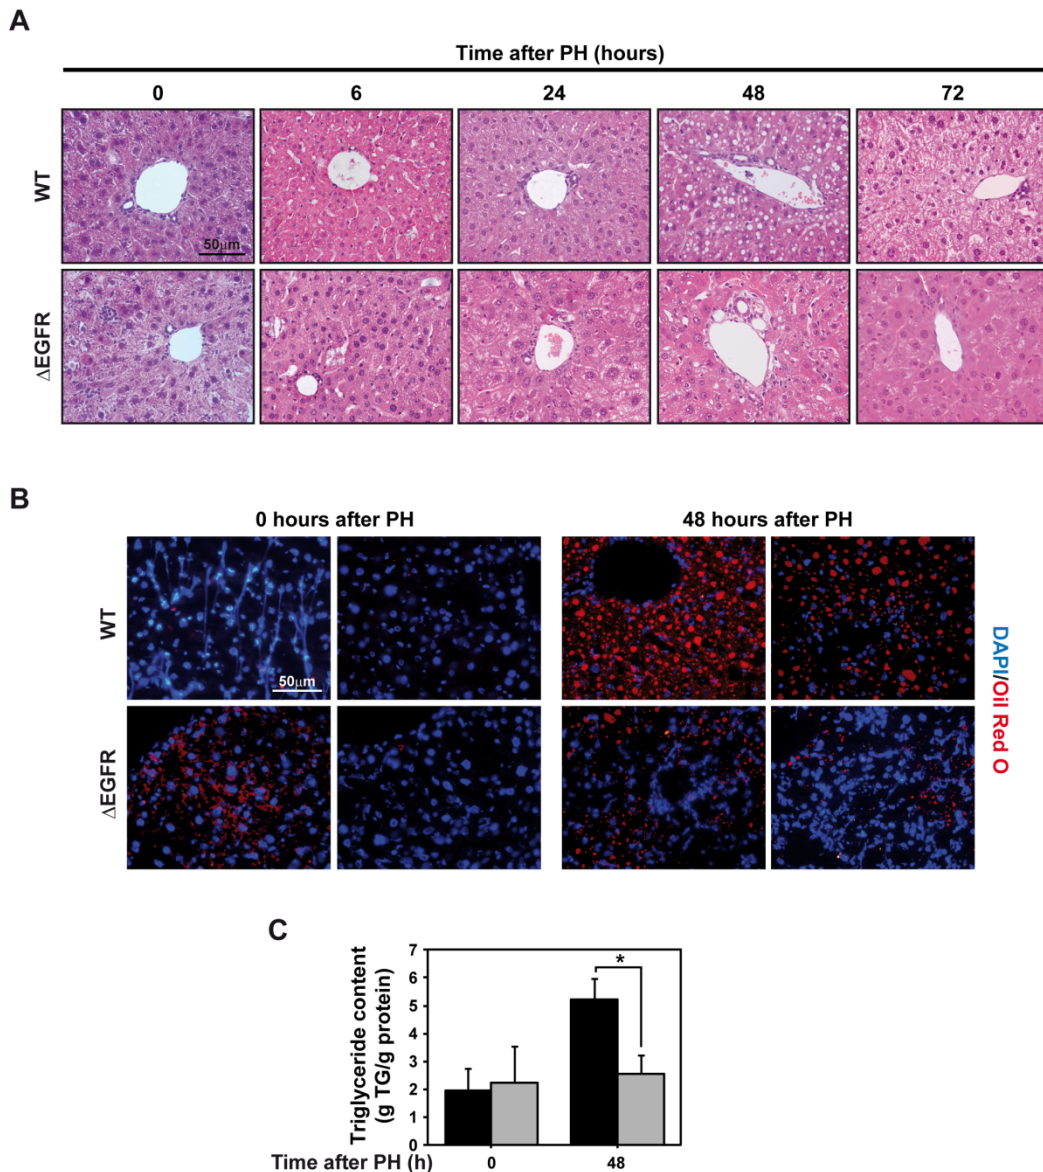 A
Time after PH (hours)
0 6 24 48 72
WT
50μm
ΔEGFR
B
0 hours after PH 48 hours after PH
WT
50μm
ΔEGFR
DAPI/Oil Red O
C
Triglyceride content
(g TG/g protein)
7
6
5
4
3
2
1
0
*
Time after PH (h) 0 48